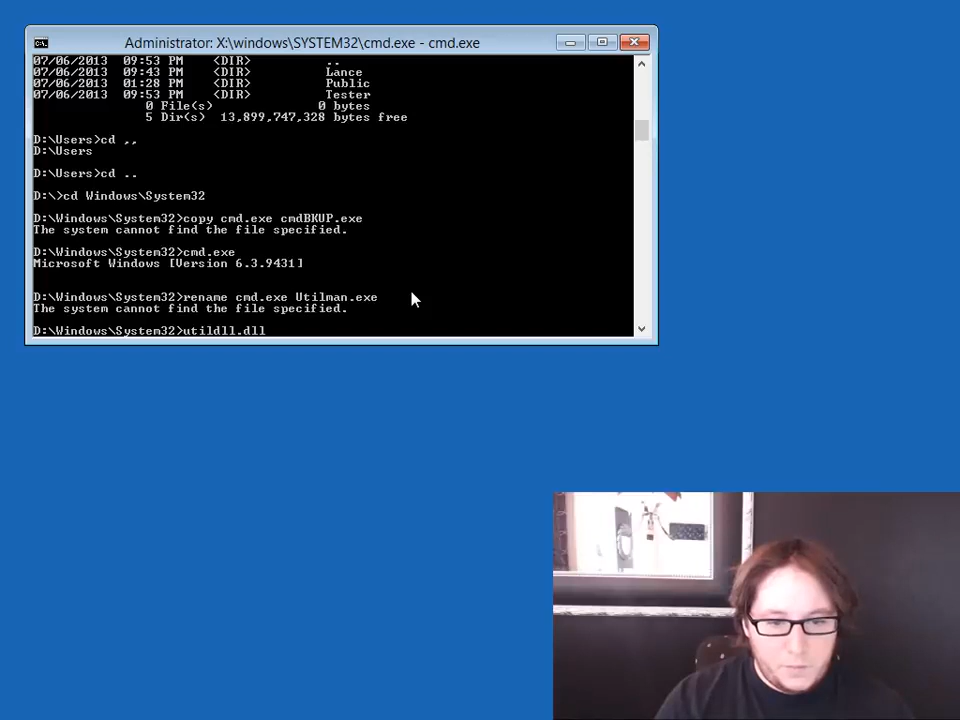 Administrator: X:\windows\SYSTEM32\cmd.exe - cmd.exe
07/06/2013  09:53 PM    <DIR>          ..
07/06/2013  09:43 PM    <DIR>          Lance
07/06/2013  01:28 PM    <DIR>          Public
07/06/2013  09:53 PM    <DIR>          Tester
0 File(s)              0 bytes
5 Dir(s)  13,899,747,328 bytes free
D:\Users>cd ,,
D:\Users
D:\Users>cd ..
D:\>cd Windows\System32
D:\Windows\System32>copy cmd.exe cmdBKUP.exe
The system cannot find the file specified.
D:\Windows\System32>cmd.exe
Microsoft Windows [Version 6.3.9431]
D:\Windows\System32>rename cmd.exe Utilman.exe
The system cannot find the file specified.
D:\Windows\System32>utildll.dll